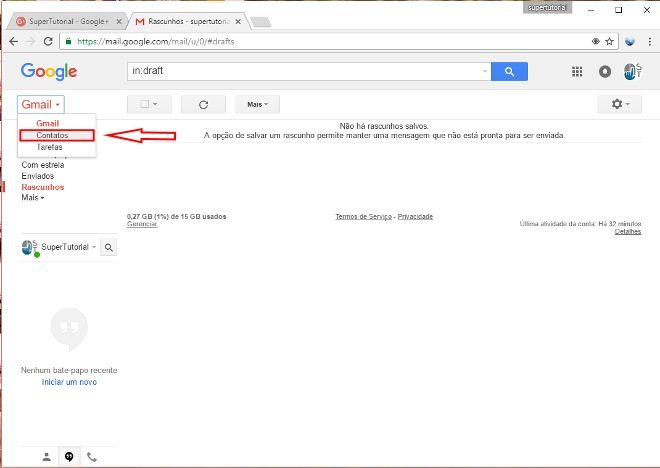 supertutorial
SuperTutorial - Google+
Rascunhos - supertutoria
https://mail.google.com/mail/u/0/#drafts
Google
in:draft
Gmail
Mais
Gmail
Contatos
Tarefas
Não há rascunhos salvos.
A opção de salvar um rascunho permite manter uma mensagem que não está pronta para ser enviada.
Com estrela
Enviados
Rascunhos
Mais
0,27 GB (1%) de 15 GB usados
Gerenciar
Termos de Serviço - Privacidade
Última atividade da conta: Há 32 minutos
Detalhes
SuperTutorial
Nenhum bate-papo recente
Iniciar um novo